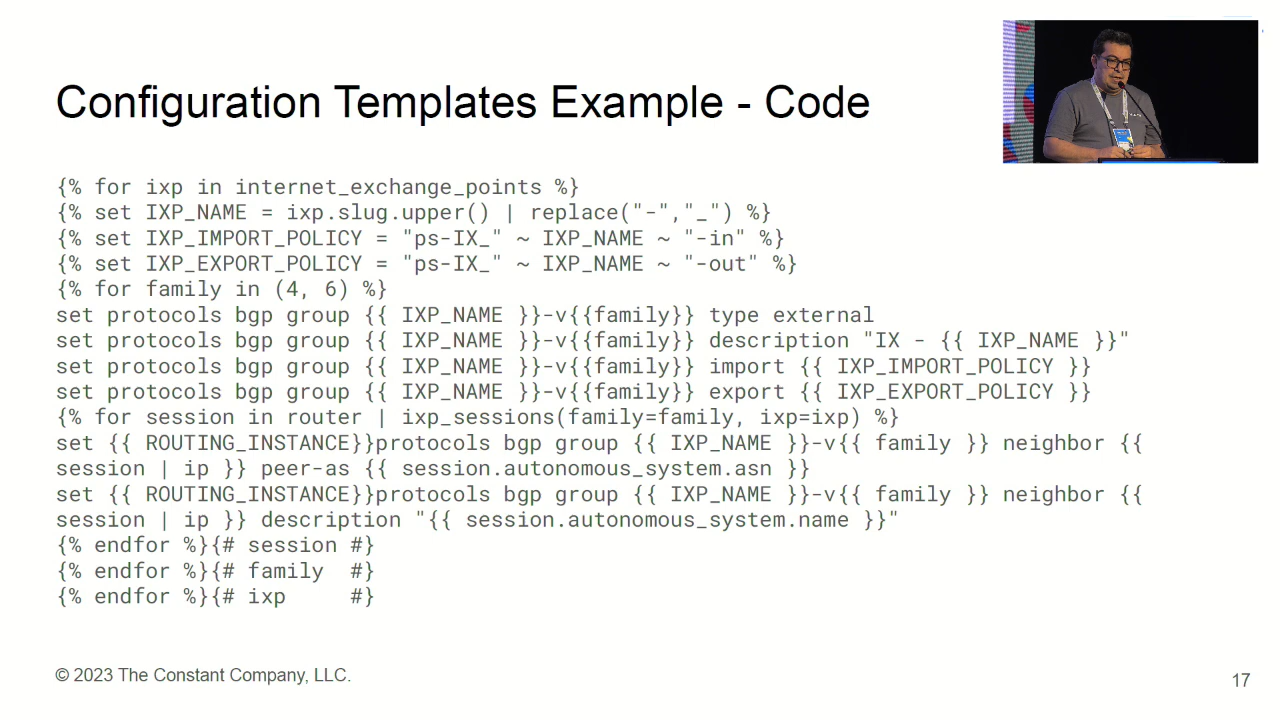 Configuration Templates Example - Code
{% for ixp in internet_exchange_points %}
{% set IXP_NAME = ixp.slug.upper() | replace("-","_") %}
{% set IXP_IMPORT_POLICY = "ps-IX_" ~ IXP_NAME ~ "-in" %}
{% set IXP_EXPORT_POLICY = "ps-IX_" ~ IXP_NAME ~ "-out" %}
{% for family in (4, 6) %}
set protocols bgp group {{ IXP_NAME }}-v{{family}} type external
set protocols bgp group {{ IXP_NAME }}-v{{family}} description "IX - {{ IXP_NAME }}"
set protocols bgp group {{ IXP_NAME }}-v{{family}} import {{ IXP_IMPORT_POLICY }}
set protocols bgp group {{ IXP_NAME }}-v{{family}} export {{ IXP_EXPORT_POLICY }}
{% for session in router | ixp_sessions(family=family, ixp=ixp) %}
set {{ ROUTING_INSTANCE}}protocols bgp group {{ IXP_NAME }}-v{{ family }} neighbor {{
session | ip }} peer-as {{ session.autonomous_system.asn }}
set {{ ROUTING_INSTANCE}}protocols bgp group {{ IXP_NAME }}-v{{ family }} neighbor {{
session | ip }} description "{{ session.autonomous_system.name }}"
{% endfor %}{# session #}
{% endfor %}{# family  #}
{% endfor %}{# ixp     #}
© 2023 The Constant Company, LLC.
17